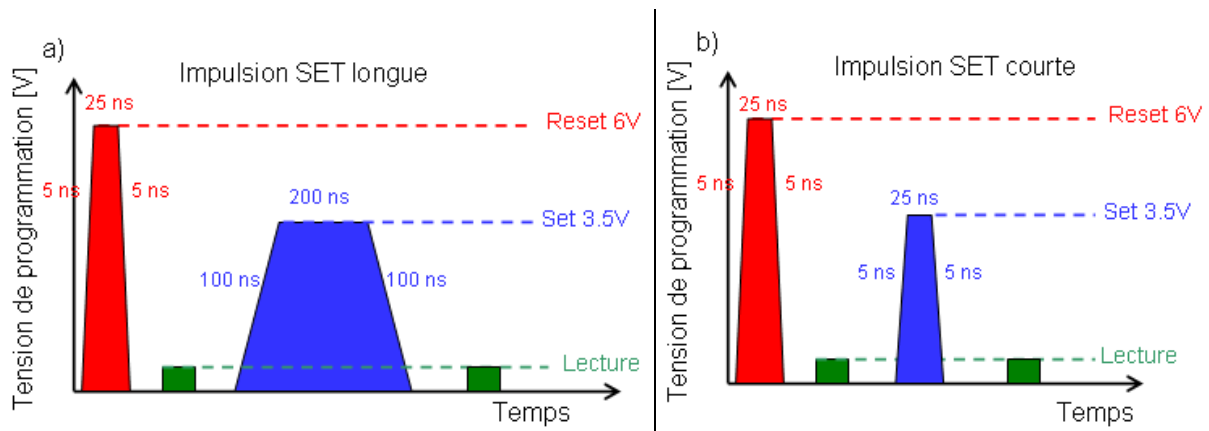 a)
Impulsion SET longue
Tension de programmation [V]
25 ns
Reset 6V
5 ns
5 ns
200 ns
Set 3.5V
100 ns
100 ns
Lecture
Temps
b)
Impulsion SET courte
Tension de programmation [V]
25 ns
Reset 6V
5 ns
5 ns
25 ns
Set 3.5V
5 ns
5 ns
Lecture
Temps